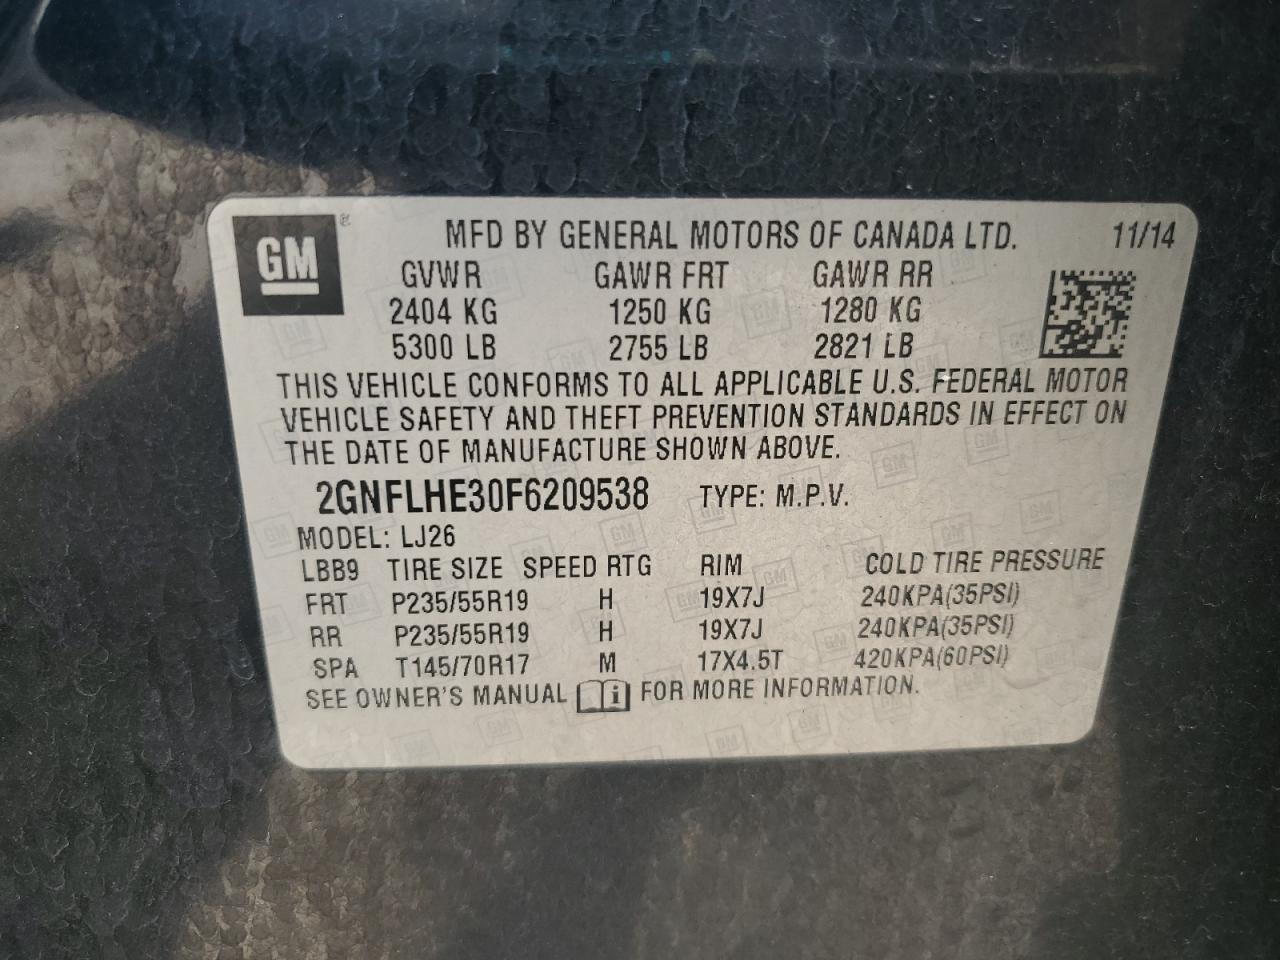 GM ® MFD BY GENERAL MOTORS OF CANADA LTD. 11/14
GVWR GAWR FRT GAWR RR
2404 KG 1250 KG 1280 KG
5300 LB 2755 LB 2821 LB
THIS VEHICLE CONFORMS TO ALL APPLICABLE U.S. FEDERAL MOTOR
VEHICLE SAFETY AND THEFT PREVENTION STANDARDS IN EFFECT ON
THE DATE OF MANUFACTURE SHOWN ABOVE.
2GNFLHE30F6209538 TYPE: M.P.V.
MODEL: LJ26
LBB9 TIRE SIZE SPEED RTG RIM COLD TIRE PRESSURE
FRT P235/55R19 H 19X7J 240KPA(35PSI)
RR P235/55R19 H 19X7J 240KPA(35PSI)
SPA T145/70R17 M 17X4.5T 420KPA(60PSI)
SEE OWNER'S MANUAL i FOR MORE INFORMATION.